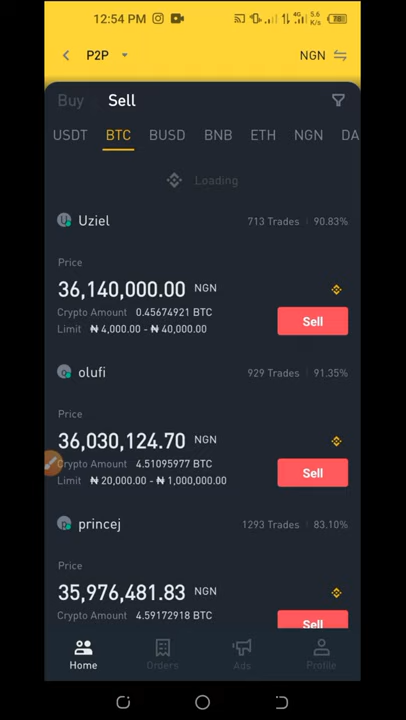 12:54 PM 4G 5.6 K/s
P2P NGN
Buy Sell
USDT BTC BUSD BNB ETH NGN DA
Loading
U Uziel 713 Trades 90.83%
Price
36,140,000.00 NGN
Crypto Amount 0.45674921 BTC
Limit ₦ 4,000.00 - ₦ 40,000.00
Sell
o olufi 929 Trades 91.35%
Price
36,030,124.70 NGN
Crypto Amount 4.51095977 BTC
Limit ₦ 20,000.00 - ₦ 1,000,000.00
Sell
p princej 1293 Trades 83.10%
Price
35,976,481.83 NGN
Crypto Amount 4.59172918 BTC
Sell
Home Orders Ads Profile